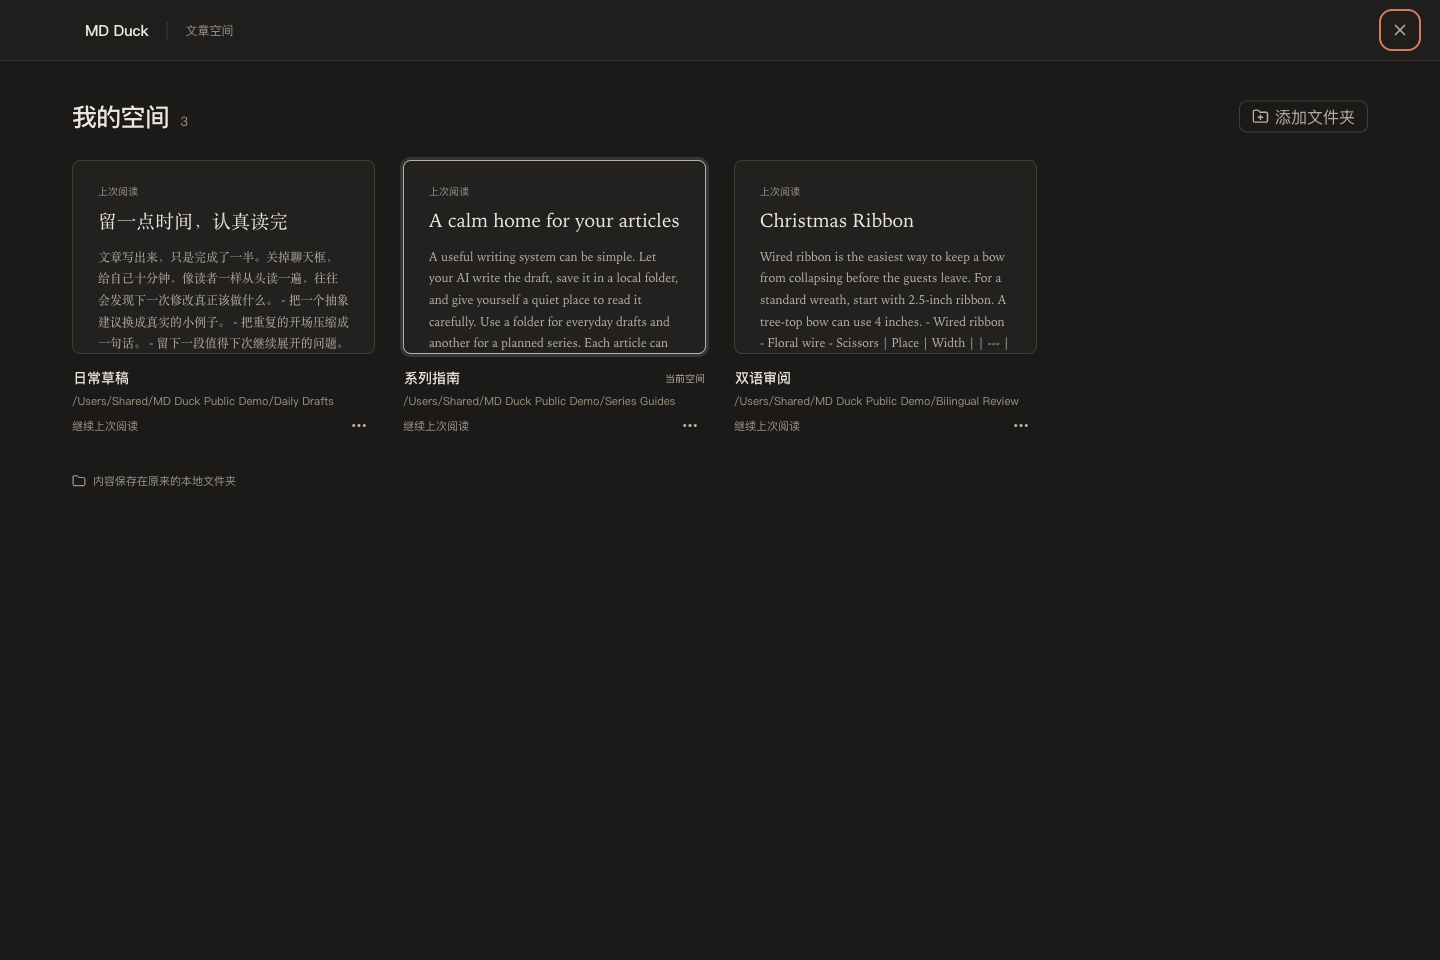 MD Duck
文章空间
我的空间 3
添加文件夹
上次阅读
留一点时间，认真读完
文章写出来，只是完成了一半。关掉聊天框，
给自己十分钟，像读者一样从头读一遍，往往
会发现下一次修改真正该做什么。 - 把一个抽象
建议换成真实的小例子。 - 把重复的开场压缩成
一句话。 - 留下一段值得下次继续展开的问题。
日常草稿
/Users/Shared/MD Duck Public Demo/Daily Drafts
继续上次阅读
上次阅读
A calm home for your articles
A useful writing system can be simple. Let
your AI write the draft, save it in a local folder,
and give yourself a quiet place to read it
carefully. Use a folder for everyday drafts and
another for a planned series. Each article can
系列指南
当前空间
/Users/Shared/MD Duck Public Demo/Series Guides
继续上次阅读
上次阅读
Christmas Ribbon
Wired ribbon is the easiest way to keep a bow
from collapsing before the guests leave. For a
standard wreath, start with 2.5-inch ribbon. A
tree-top bow can use 4 inches. - Wired ribbon
- Floral wire - Scissors | Place | Width | | --- |
双语审阅
/Users/Shared/MD Duck Public Demo/Bilingual Review
继续上次阅读
内容保存在原来的本地文件夹